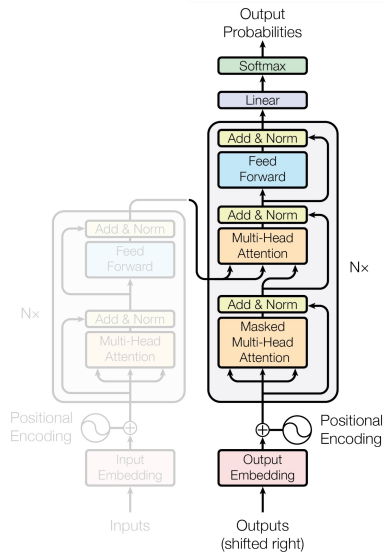 Output
Probabilities
Softmax
Linear
Add & Norm
Feed
Forward
Add & Norm
Multi-Head
Attention
Add & Norm
Masked
Multi-Head
Attention
N×
Positional
Encoding
Output
Embedding
Outputs
(shifted right)
Add & Norm
Feed
Forward
N×
Add & Norm
Multi-Head
Attention
Positional
Encoding
Input
Embedding
Inputs